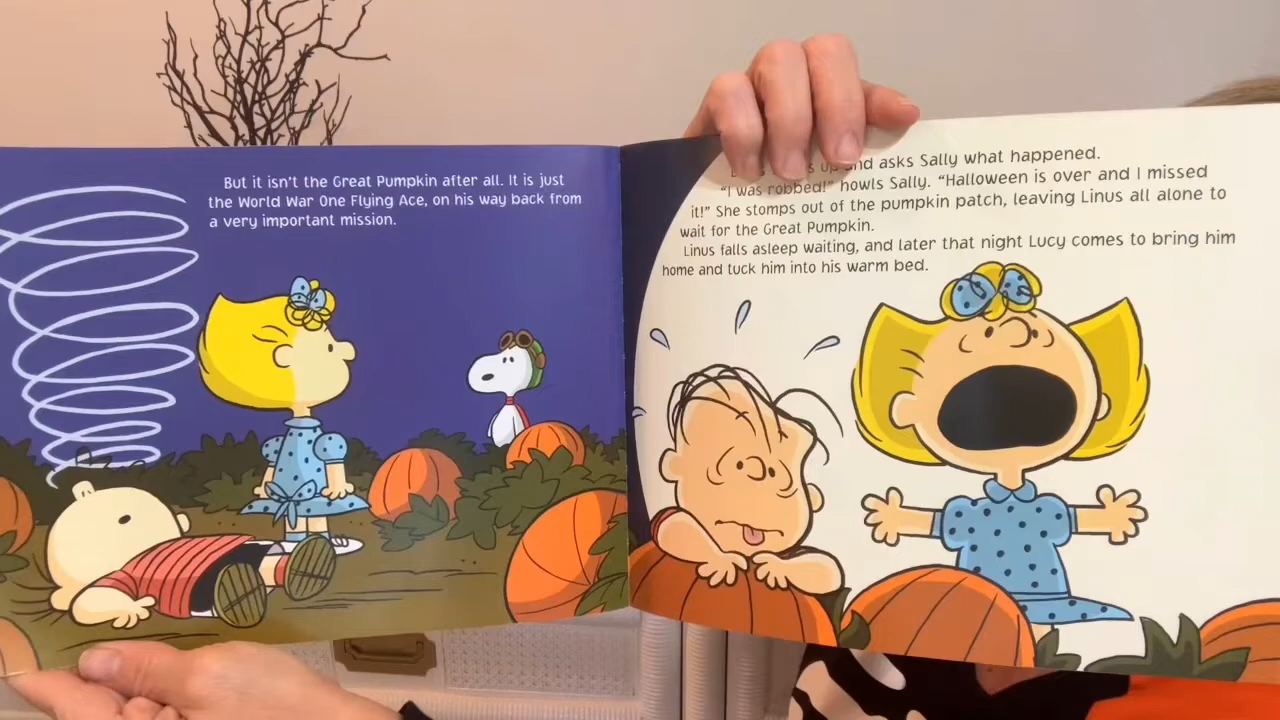 But it isn't the Great Pumpkin after all. It is just
the World War One Flying Ace, on his way back from
a very important mission.
up and asks Sally what happened.
"I was robbed!" howls Sally. "Halloween is over and I missed
it!" She stomps out of the pumpkin patch, leaving Linus all alone to
wait for the Great Pumpkin.
Linus falls asleep waiting, and later that night Lucy comes to bring him
home and tuck him into his warm bed.